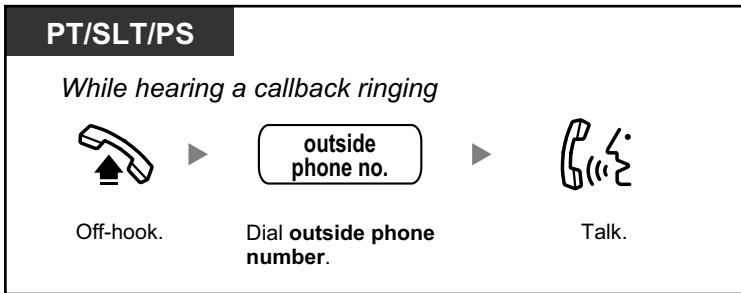 PT/SLT/PS
While hearing a callback ringing
outside
phone no.
Off-hook.
Dial outside phone
number.
Talk.